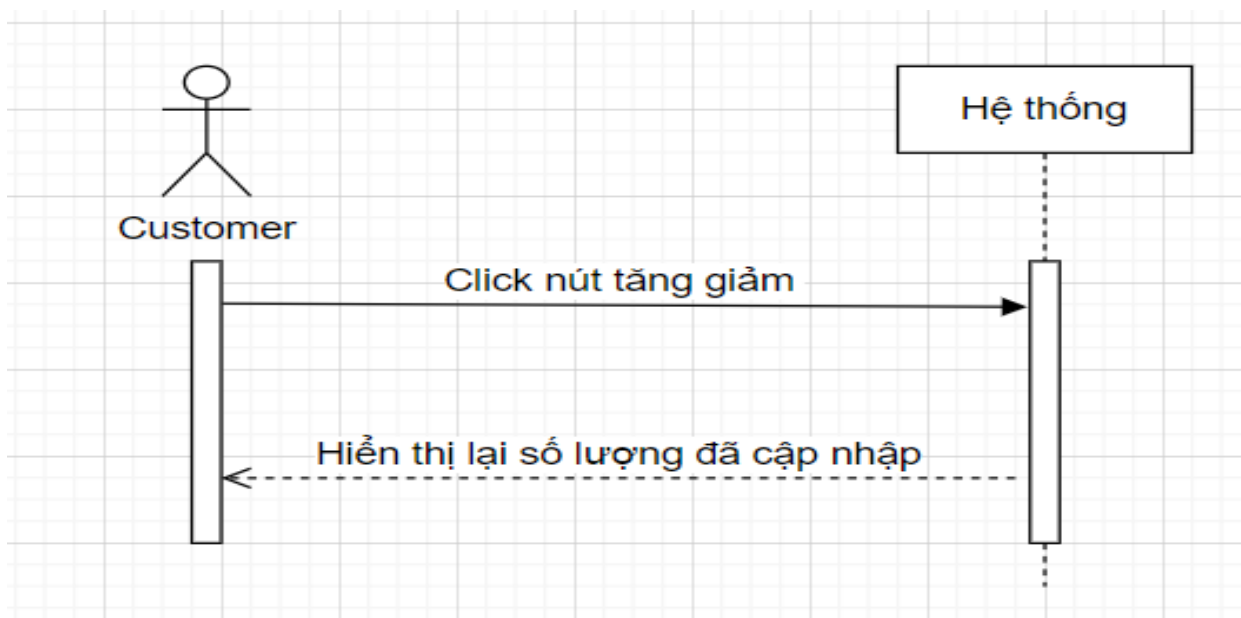 Hệ thống
Customer
Click nút tăng giảm
Hiển thị lại số lượng đã cập nhập